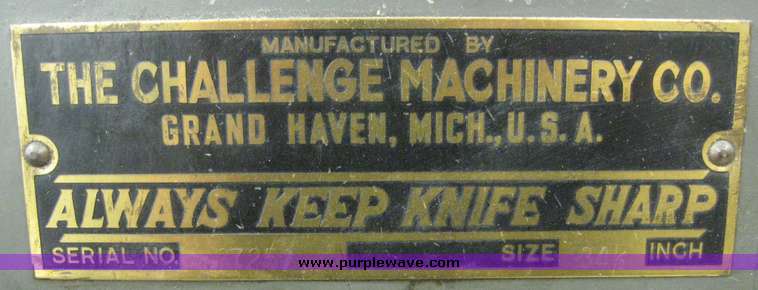 MANUFACTURED BY
THE CHALLENGE MACHINERY CO.
GRAND HAVEN, MICH., U.S.A.
ALWAYS KEEP KNIFE SHARP
SERIAL NO. SIZE INCH
www.purplewave.com